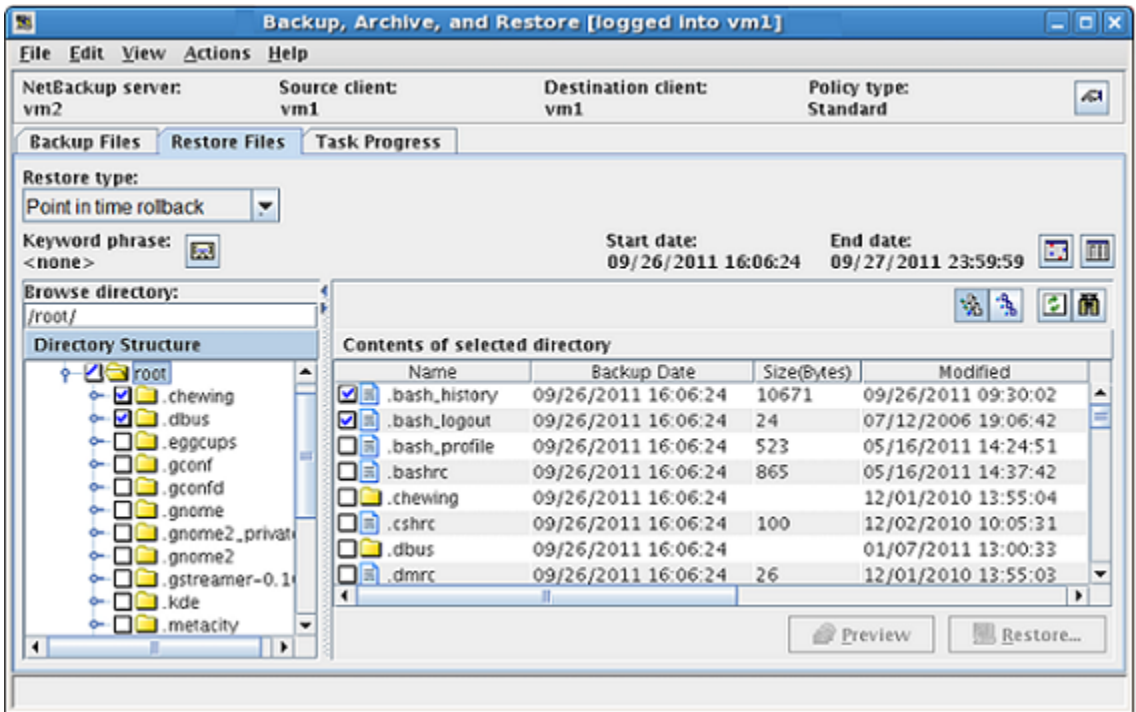 Backup, Archive, and Restore [logged into vm1]
File Edit View Actions Help
NetBackup server: Source client: Destination client: Policy type:
vm2 vm1 vm1 Standard
Backup Files Restore Files Task Progress
Restore type:
Point in time rollback
Keyword phrase: Start date: End date:
<none> 09/26/2011 16:06:24 09/27/2011 23:59:59
Browse directory:
/root/
Directory Structure
root
.chewing
.dbus
.eggcups
.gconf
.gconfd
.gnome
.gnome2_privat
.gnome2
.gstreamer-0.1
.kde
.metacity
Contents of selected directory
Name Backup Date Size(Bytes) Modified
.bash_history 09/26/2011 16:06:24 10671 09/26/2011 09:30:02
.bash_logout 09/26/2011 16:06:24 24 07/12/2006 19:06:42
.bash_profile 09/26/2011 16:06:24 523 05/16/2011 14:24:51
.bashrc 09/26/2011 16:06:24 865 05/16/2011 14:37:42
.chewing 09/26/2011 16:06:24 12/01/2010 13:55:04
.cshrc 09/26/2011 16:06:24 100 12/02/2010 10:05:31
.dbus 09/26/2011 16:06:24 01/07/2011 13:00:33
.dmrc 09/26/2011 16:06:24 26 12/01/2010 13:55:03
Preview Restore...